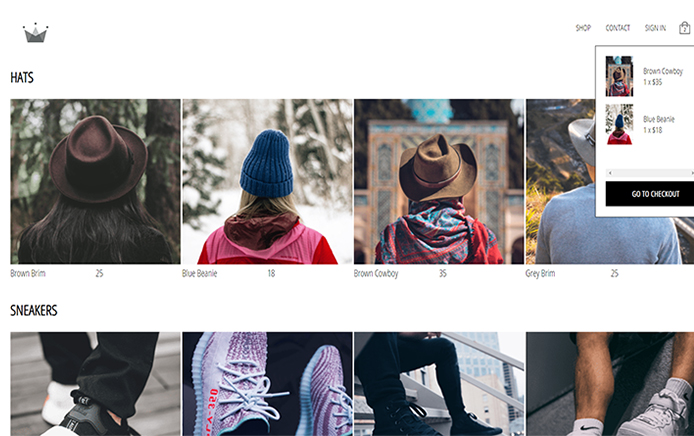 SHOP CONTACT SIGN IN 2
HATS
Brown Cowboy
1 x $35
Blue Beanie
1 x $18
GO TO CHECKOUT
Brown Brim 25
Blue Beanie 18
Brown Cowboy 35
Grey Brim 25
SNEAKERS